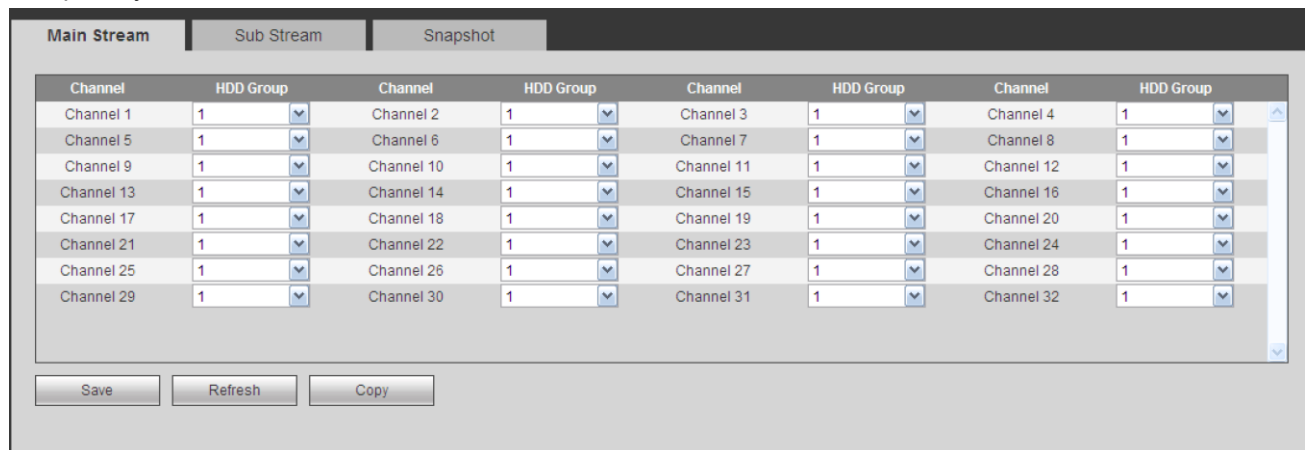 Main Stream Sub Stream Snapshot
Channel HDD Group Channel HDD Group Channel HDD Group Channel HDD Group
Channel 1 1 Channel 2 1 Channel 3 1 Channel 4 1
Channel 5 1 Channel 6 1 Channel 7 1 Channel 8 1
Channel 9 1 Channel 10 1 Channel 11 1 Channel 12 1
Channel 13 1 Channel 14 1 Channel 15 1 Channel 16 1
Channel 17 1 Channel 18 1 Channel 19 1 Channel 20 1
Channel 21 1 Channel 22 1 Channel 23 1 Channel 24 1
Channel 25 1 Channel 26 1 Channel 27 1 Channel 28 1
Channel 29 1 Channel 30 1 Channel 31 1 Channel 32 1
Save Refresh Copy